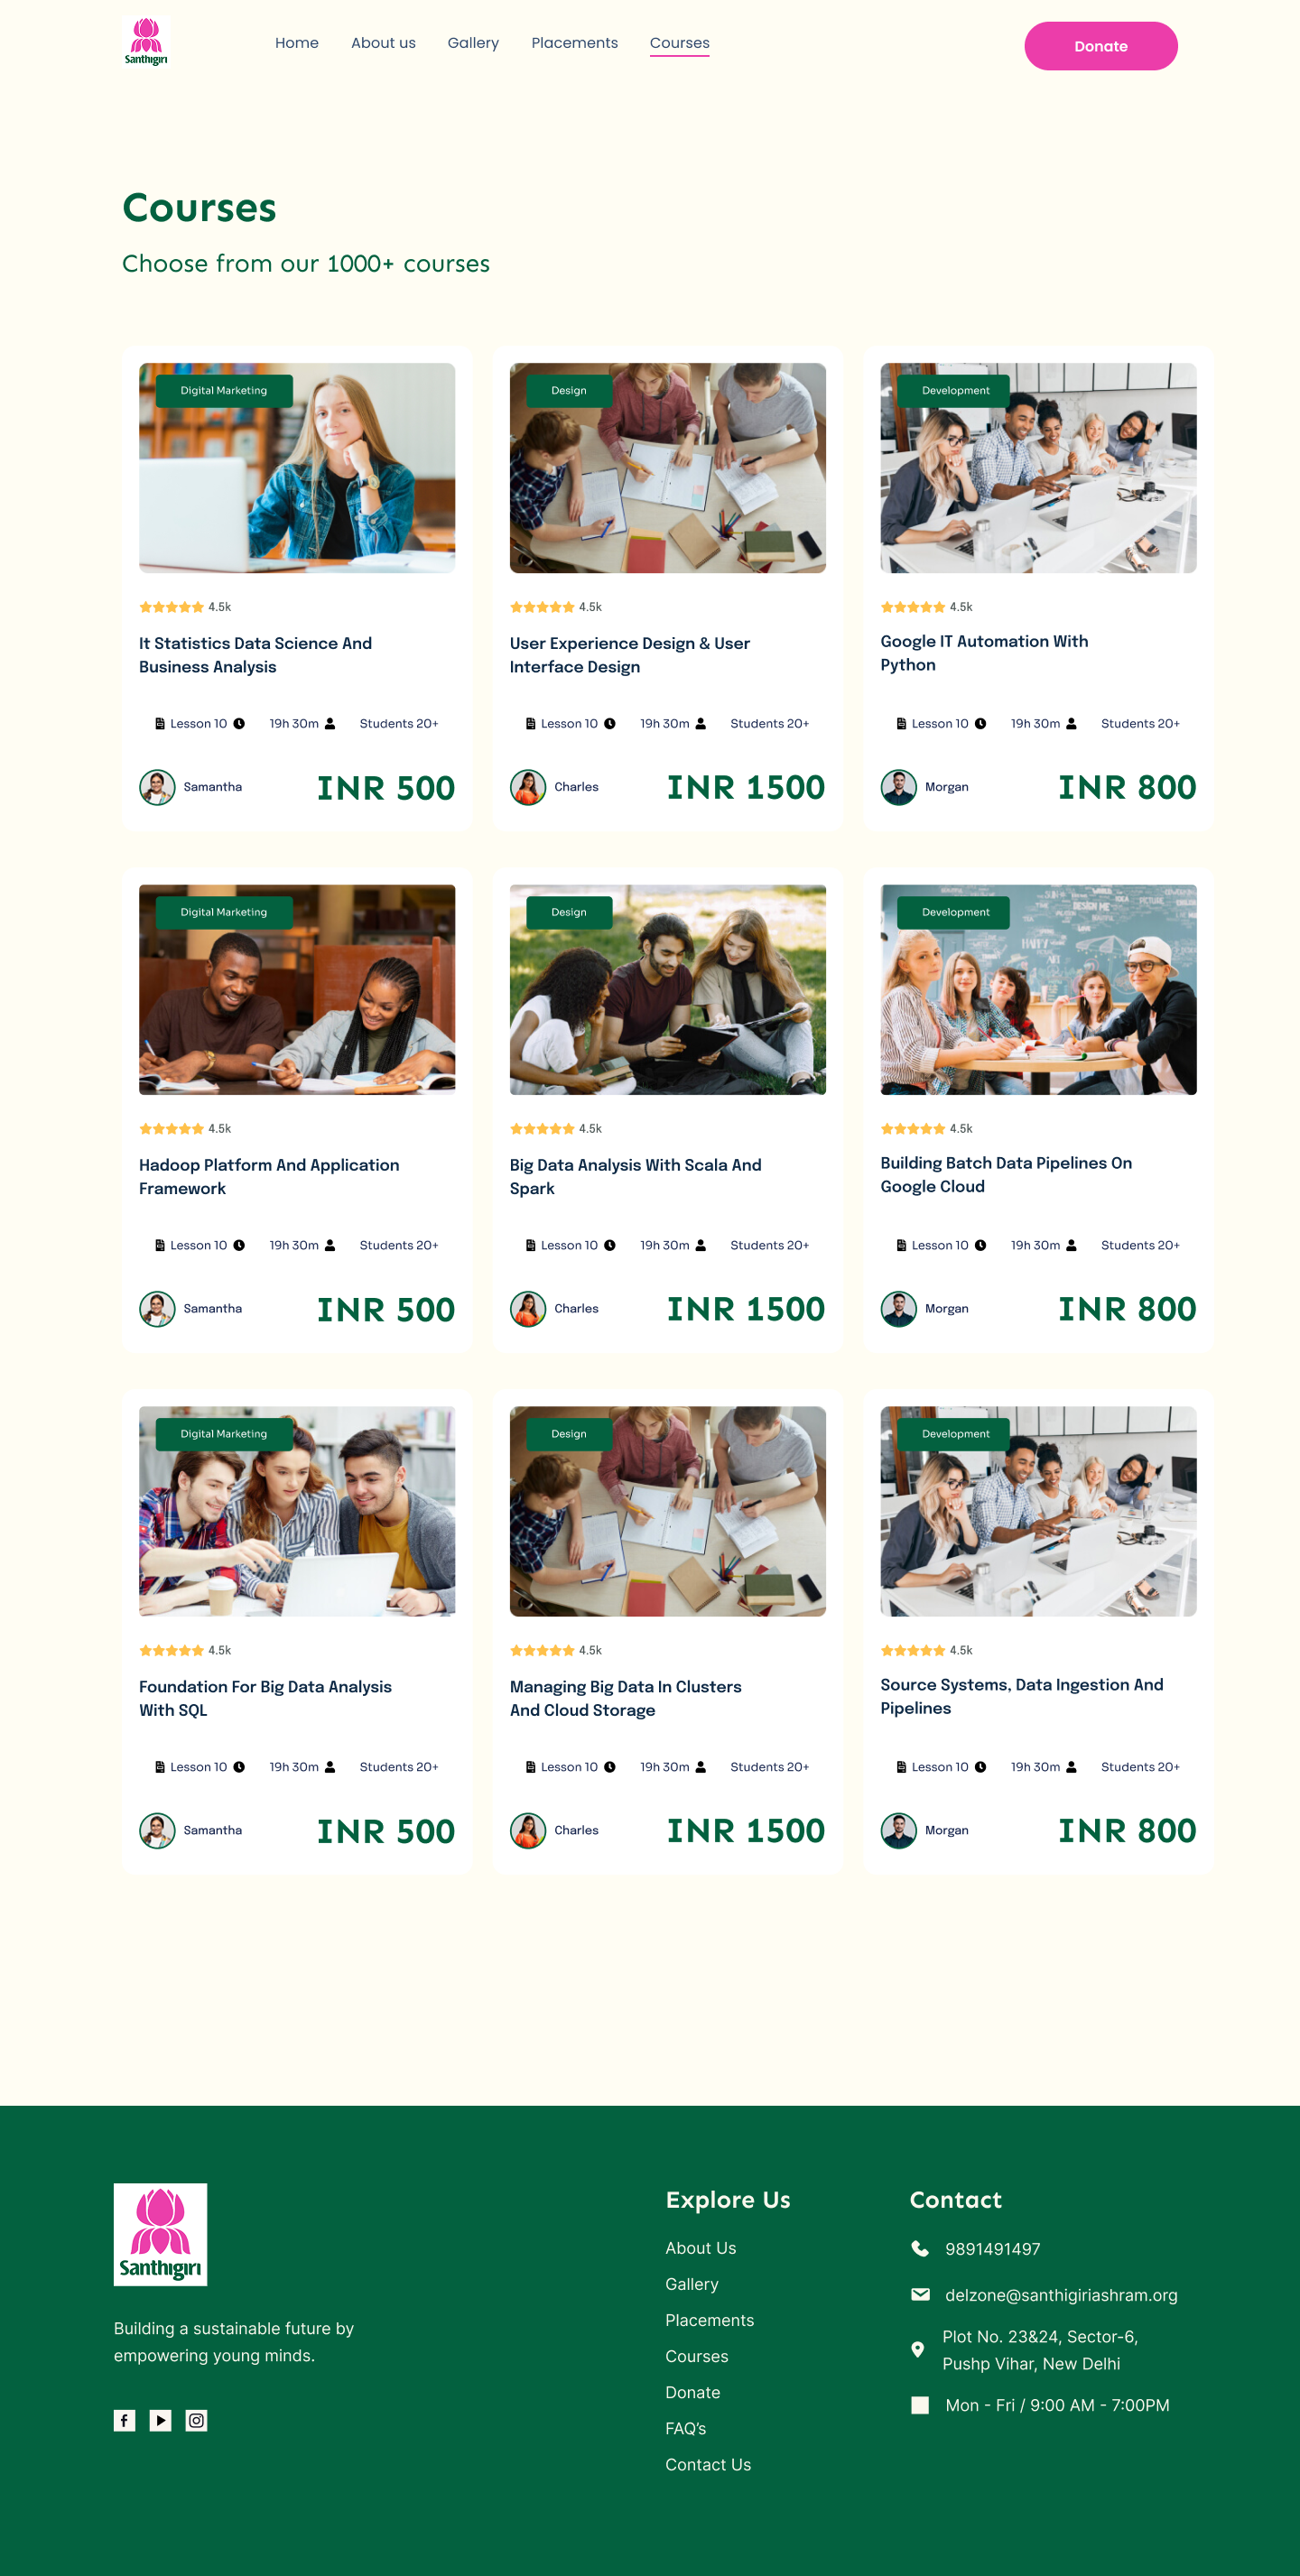 Santhigiri
Home About us Gallery Placements Courses
Donate
Courses
Choose from our 1000+ courses
Digital Marketing
4.5k
It Statistics Data Science And
Business Analysis
Lesson 10 19h 30m Students 20+
Samantha INR 500
Design
4.5k
User Experience Design & User
Interface Design
Lesson 10 19h 30m Students 20+
Charles INR 1500
Development
4.5k
Google IT Automation With
Python
Lesson 10 19h 30m Students 20+
Morgan INR 800
Digital Marketing
4.5k
Hadoop Platform And Application
Framework
Lesson 10 19h 30m Students 20+
Samantha INR 500
Design
4.5k
Big Data Analysis With Scala And
Spark
Lesson 10 19h 30m Students 20+
Charles INR 1500
Development
4.5k
Building Batch Data Pipelines On
Google Cloud
Lesson 10 19h 30m Students 20+
Morgan INR 800
Digital Marketing
4.5k
Foundation For Big Data Analysis
With SQL
Lesson 10 19h 30m Students 20+
Samantha INR 500
Design
4.5k
Managing Big Data In Clusters
And Cloud Storage
Lesson 10 19h 30m Students 20+
Charles INR 1500
Development
4.5k
Source Systems, Data Ingestion And
Pipelines
Lesson 10 19h 30m Students 20+
Morgan INR 800
Santhigiri
Building a sustainable future by
empowering young minds.
Explore Us
About Us
Gallery
Placements
Courses
Donate
FAQ’s
Contact Us
Contact
9891491497
delzone@santhigiriashram.org
Plot No. 23&24, Sector-6,
Pushp Vihar, New Delhi
Mon - Fri / 9:00 AM - 7:00PM